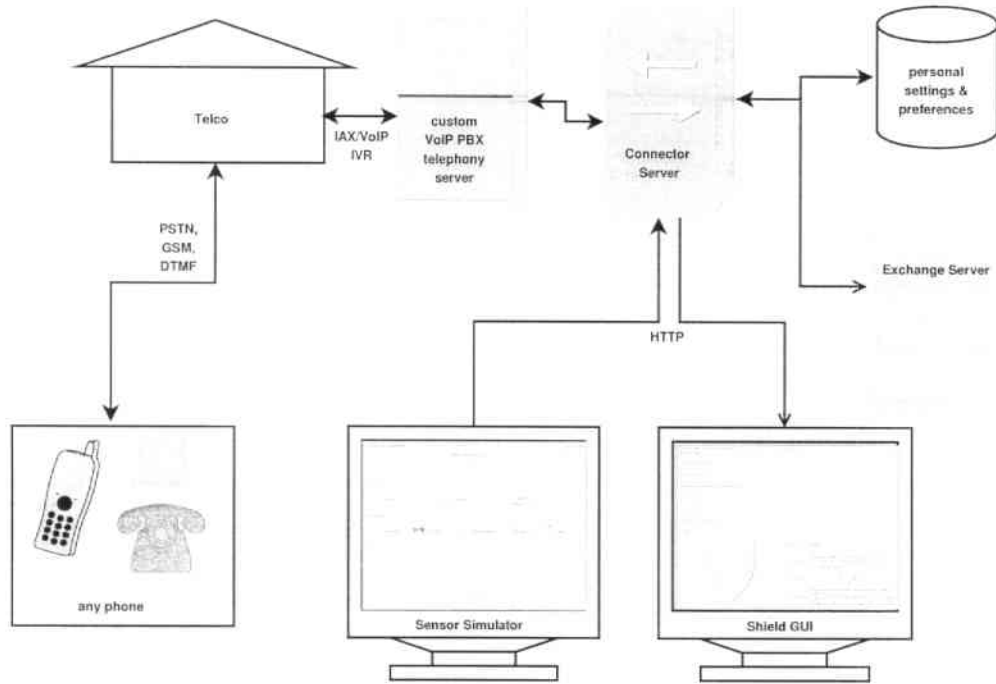 Telco
IAX/VoIP
IVR
custom
VoIP PBX
telephony
server
Connector
Server
personal
settings &
preferences
Exchange Server
PSTN,
GSM,
DTMF
HTTP
any phone
Sensor Simulator
Shield GUI